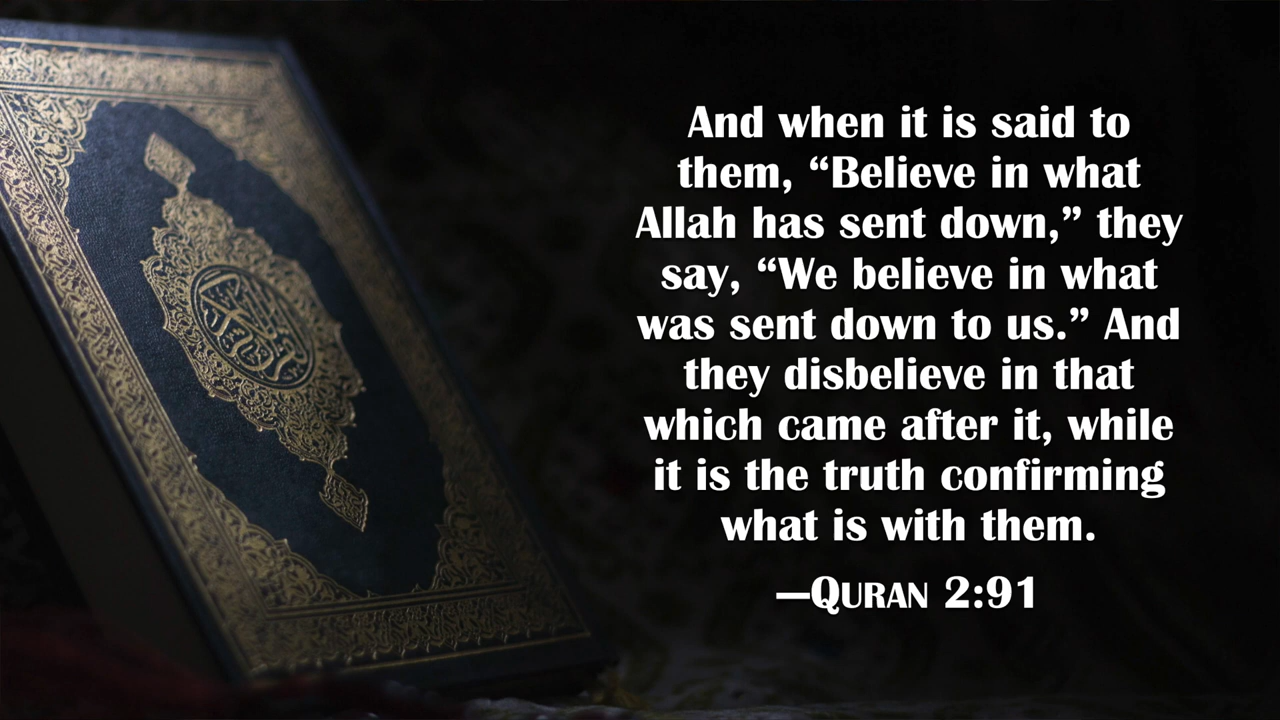 And when it is said to
them, “Believe in what
Allah has sent down,” they
say, “We believe in what
was sent down to us.” And
they disbelieve in that
which came after it, while
it is the truth confirming
what is with them.
—QURAN 2:91